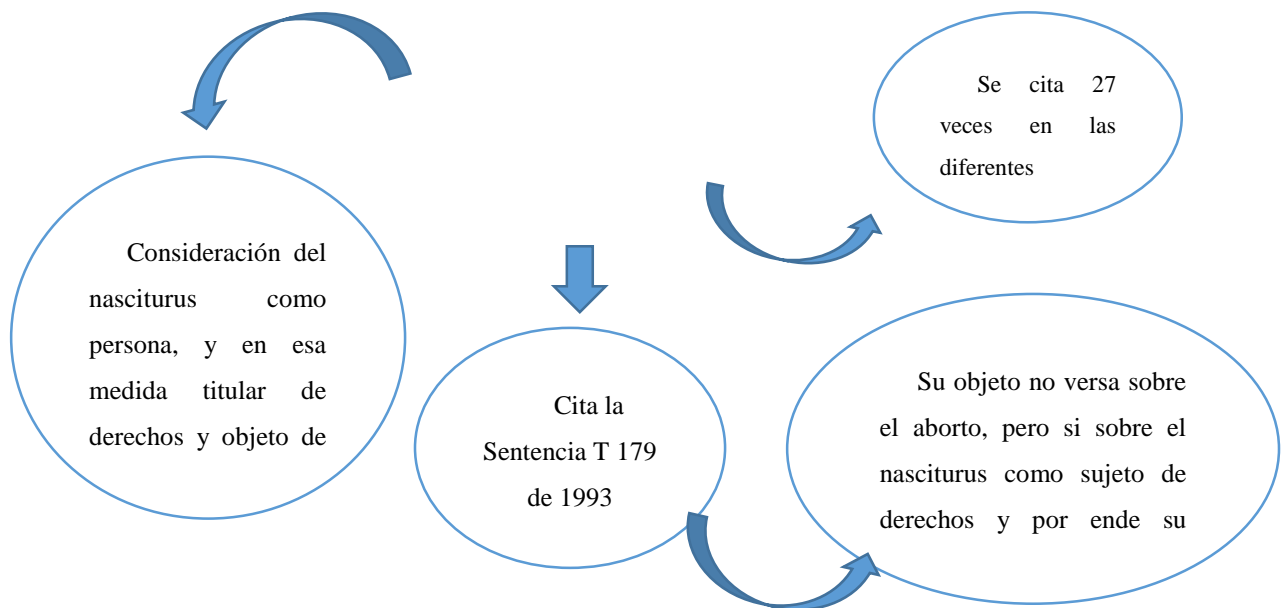 Se cita 27
veces en las
diferentes
Consideración del
nasciturus como
persona, y en esa
medida titular de
derechos y objeto de
Cita la
Sentencia T 179
de 1993
Su objeto no versa sobre
el aborto, pero si sobre el
nasciturus como sujeto de
derechos y por ende su